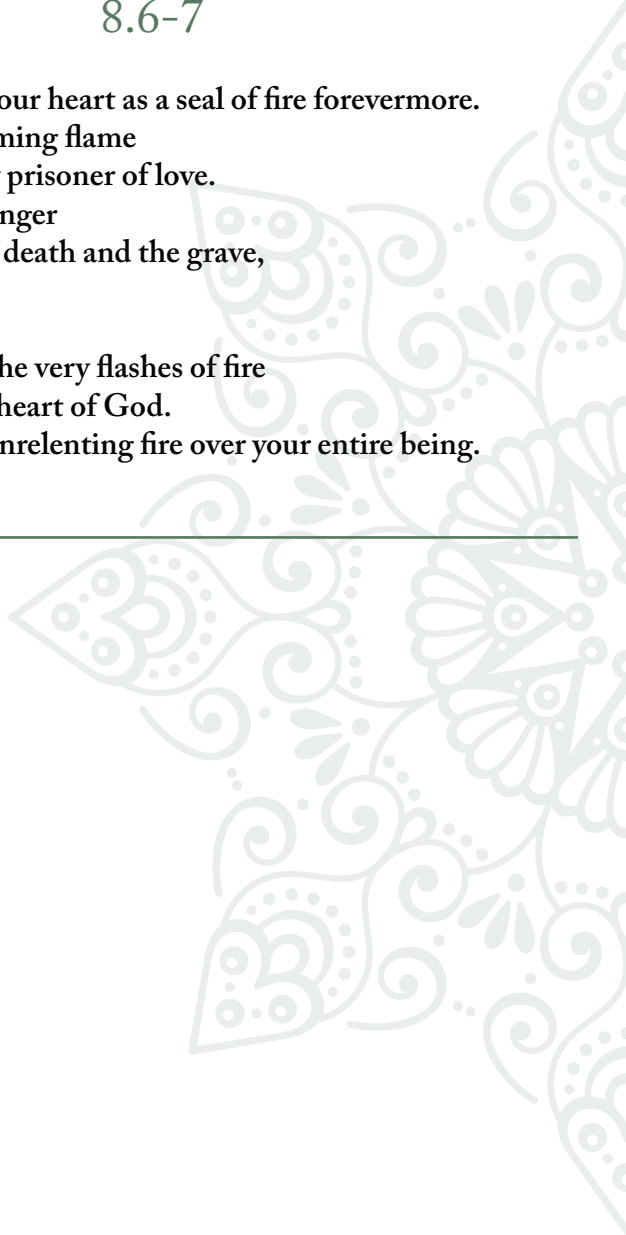 8.6-7
our heart as a seal of fire forevermore.
ming flame
prisoner of love.
nger
death and the grave,
he very flashes of fire
heart of God.
nrelenting fire over your entire being.